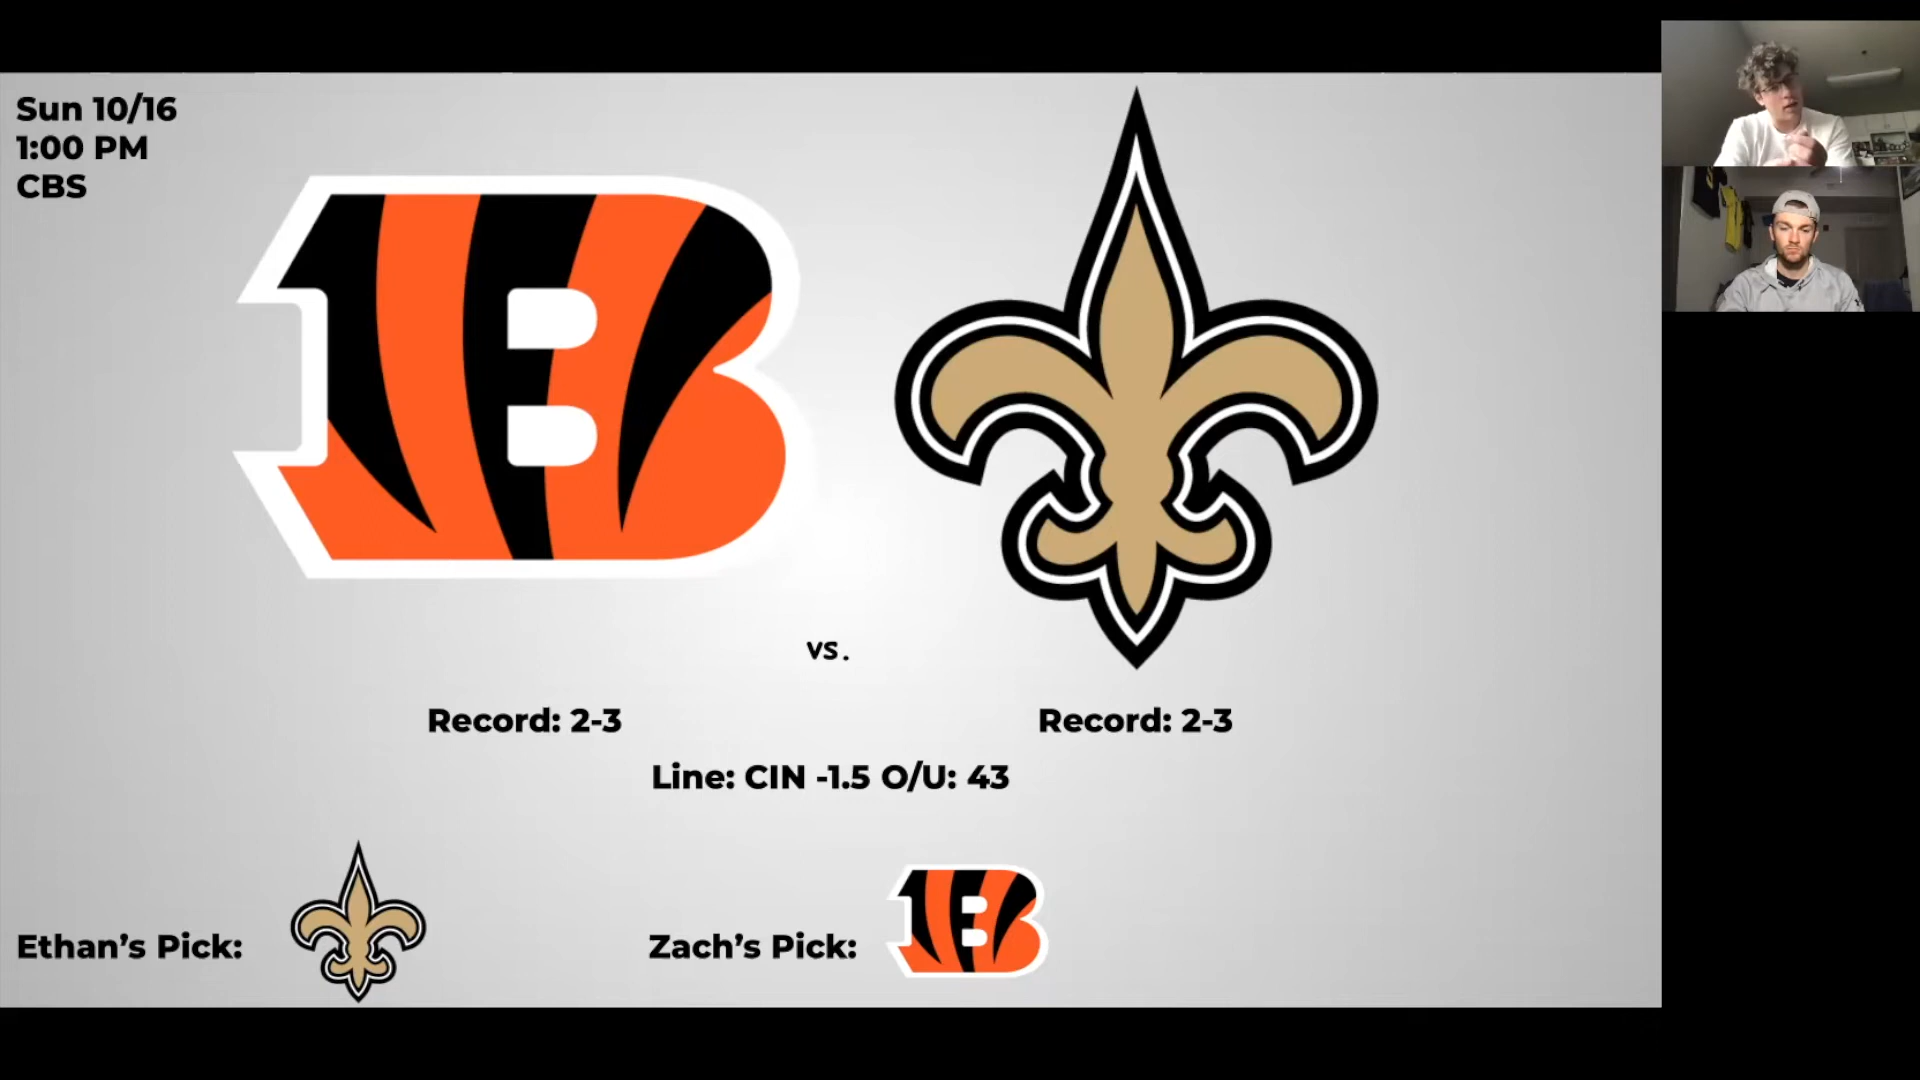 Sun 10/16
1:00 PM
CBS
vs.
Record: 2-3
Record: 2-3
Line: CIN -1.5 O/U: 43
Ethan's Pick:
Zach's Pick: